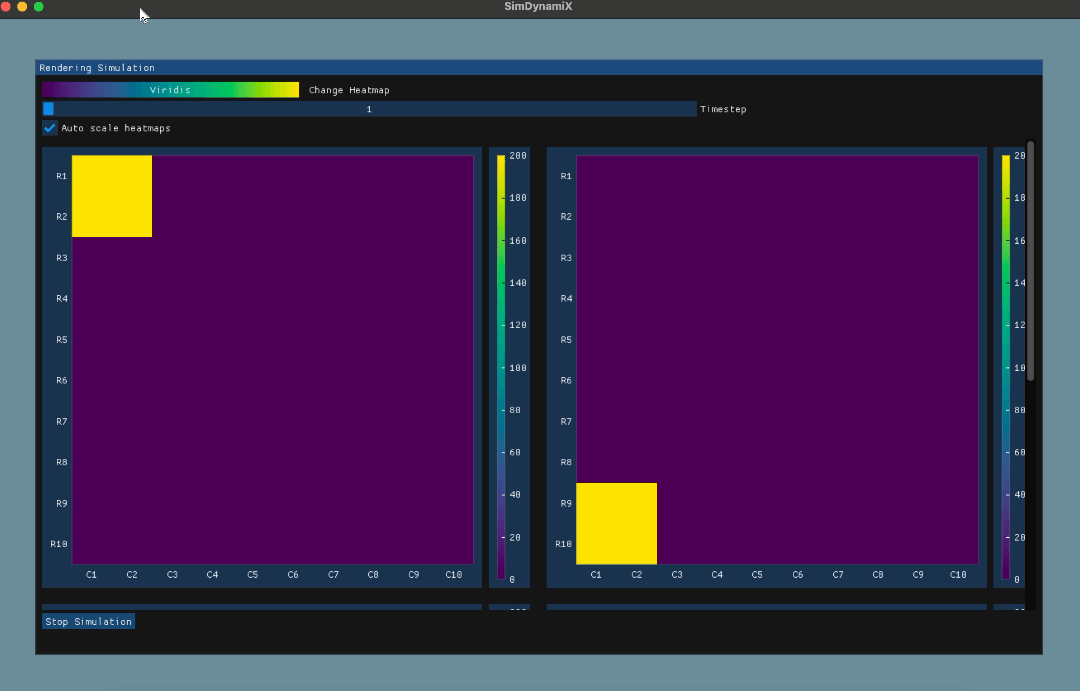 SimDynamiX
Rendering Simulation
Viridis Change Heatmap
1 Timestep
Auto scale heatmaps
R1
R2
R3
R4
R5
R6
R7
R8
R9
R10
C1 C2 C3 C4 C5 C6 C7 C8 C9 C10
200
180
160
140
120
100
80
60
40
20
0
R1
R2
R3
R4
R5
R6
R7
R8
R9
R10
C1 C2 C3 C4 C5 C6 C7 C8 C9 C10
20
18
16
14
12
10
80
60
40
20
0
Stop Simulation